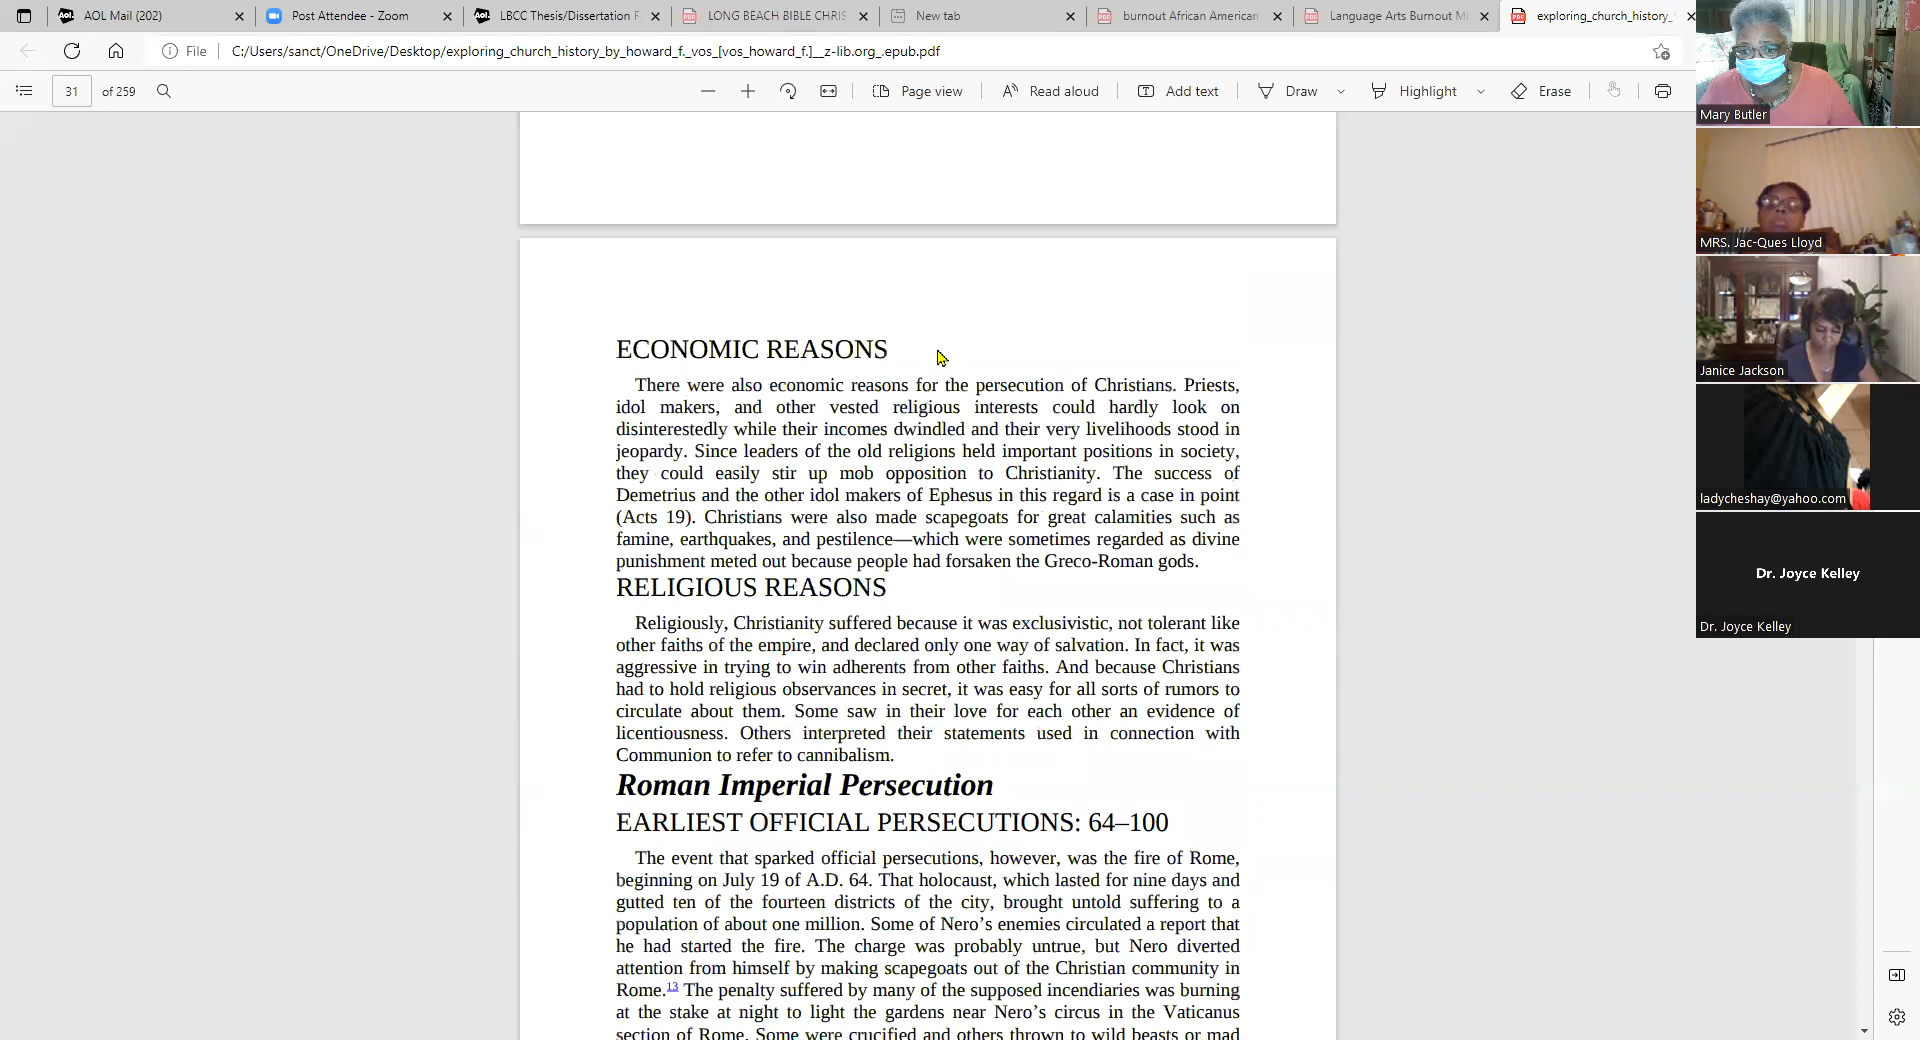 AOL Mail (202)
Post Attendee - Zoom
LBCC Thesis/Dissertation
LONG BEACH BIBLE CHRIS
New tab
burnout African American
Language Arts Burnout
exploring_church_history_
File
C:/Users/sanct/OneDrive/Desktop/exploring_church_history_by_howard_f._vos_[vos_howard_f.]__z-lib.org_.epub.pdf
31 of 259
Page view
Read aloud
Add text
Draw
Highlight
Erase
ECONOMIC REASONS
There were also economic reasons for the persecution of Christians. Priests,
idol makers, and other vested religious interests could hardly look on
disinterestedly while their incomes dwindled and their very livelihoods stood in
jeopardy. Since leaders of the old religions held important positions in society,
they could easily stir up mob opposition to Christianity. The success of
Demetrius and the other idol makers of Ephesus in this regard is a case in point
(Acts 19). Christians were also made scapegoats for great calamities such as
famine, earthquakes, and pestilence—which were sometimes regarded as divine
punishment meted out because people had forsaken the Greco-Roman gods.
RELIGIOUS REASONS
Religiously, Christianity suffered because it was exclusivistic, not tolerant like
other faiths of the empire, and declared only one way of salvation. In fact, it was
aggressive in trying to win adherents from other faiths. And because Christians
had to hold religious observances in secret, it was easy for all sorts of rumors to
circulate about them. Some saw in their love for each other an evidence of
licentiousness. Others interpreted their statements used in connection with
Communion to refer to cannibalism.
Roman Imperial Persecution
EARLIEST OFFICIAL PERSECUTIONS: 64–100
The event that sparked official persecutions, however, was the fire of Rome,
beginning on July 19 of A.D. 64. That holocaust, which lasted for nine days and
gutted ten of the fourteen districts of the city, brought untold suffering to a
population of about one million. Some of Nero's enemies circulated a report that
he had started the fire. The charge was probably untrue, but Nero diverted
attention from himself by making scapegoats out of the Christian community in
Rome.13 The penalty suffered by many of the supposed incendiaries was burning
at the stake at night to light the gardens near Nero's circus in the Vaticanus
section of Rome. Some were crucified and others thrown to wild beasts or mad
Mary Butler
MRS. Jac-Ques Lloyd
Janice Jackson
ladycheshay@yahoo.com
Dr. Joyce Kelley
Dr. Joyce Kelley